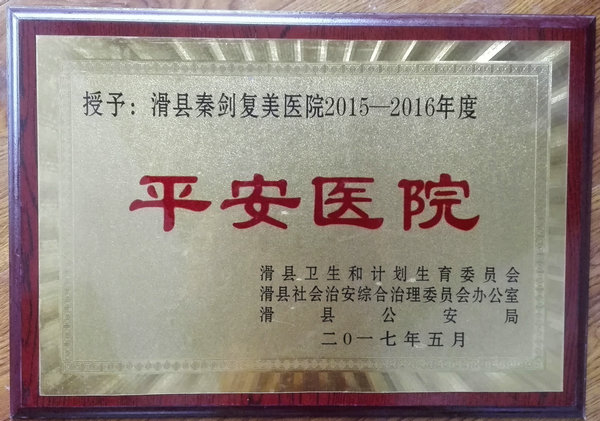 授予：滑县秦剑复美医院2015—2016年度
平安医院
滑县卫生和计划生育委员会
滑县社会治安综合治理委员会办公室
滑县公安局
二〇一七年五月